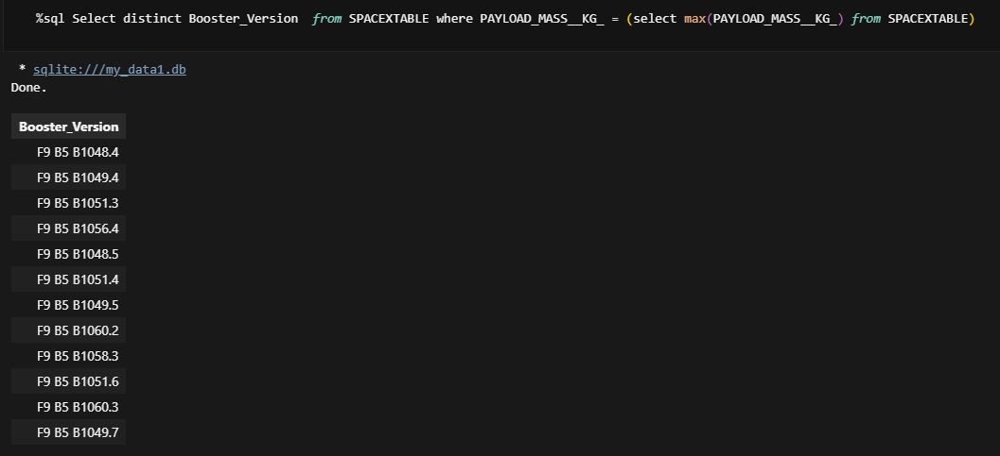 %sql Select distinct Booster_Version from SPACEXTABLE where PAYLOAD_MASS__KG_ = (select max(PAYLOAD_MASS__KG_) from SPACEXTABLE)
* sqlite:///my_data1.db
Done.
Booster_Version
F9 B5 B1048.4
F9 B5 B1049.4
F9 B5 B1051.3
F9 B5 B1056.4
F9 B5 B1048.5
F9 B5 B1051.4
F9 B5 B1049.5
F9 B5 B1060.2
F9 B5 B1058.3
F9 B5 B1051.6
F9 B5 B1060.3
F9 B5 B1049.7